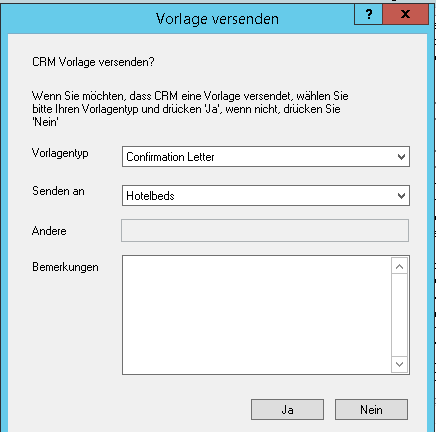 Vorlage versenden
? x
CRM Vorlage versenden?
Wenn Sie möchten, dass CRM eine Vorlage versendet, wählen Sie
bitte Ihren Vorlagentyp und drücken 'Ja', wenn nicht, drücken Sie
'Nein'
Vorlagentyp Confirmation Letter
Senden an Hotelbeds
Andere
Bemerkungen
Ja Nein